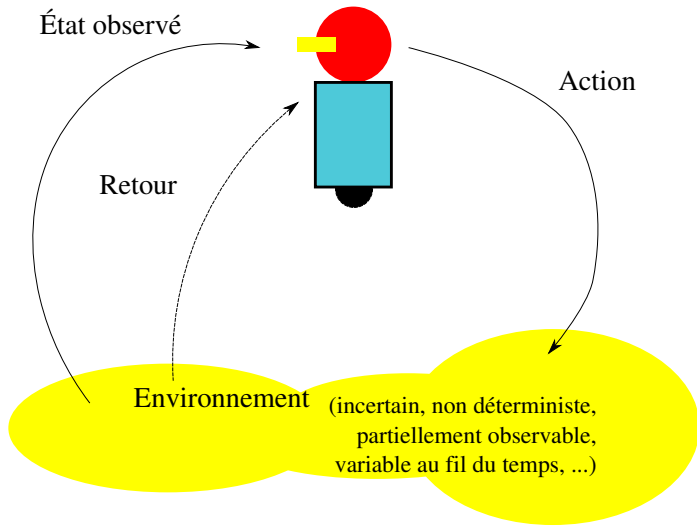 État observé
Action
Retour
Environnement
(incertain, non déterministe,
partiellement observable,
variable au fil du temps, ...)